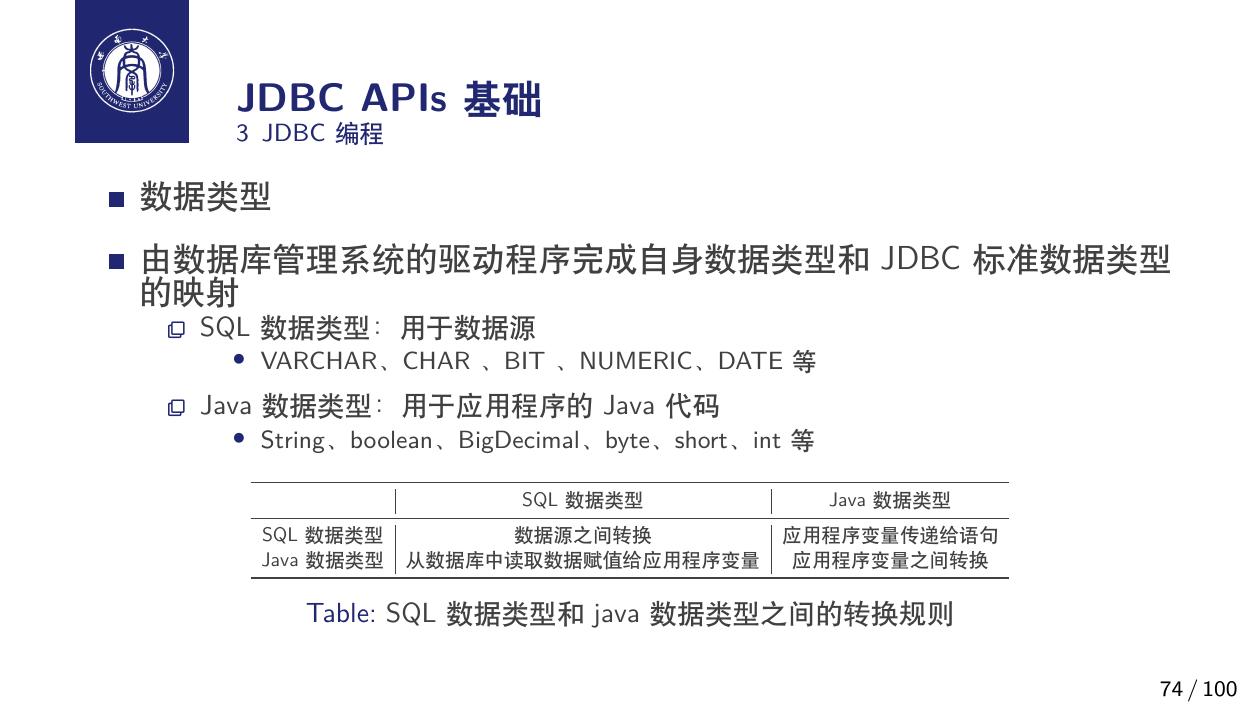 西南大学
SOUTHWEST UNIVERSITY
JDBC APIs 基础
3 JDBC 编程
数据类型
由数据库管理系统的驱动程序完成自身数据类型和 JDBC 标准数据类型
的映射
SQL 数据类型：用于数据源
VARCHAR、CHAR 、BIT 、NUMERIC、DATE 等
Java 数据类型：用于应用程序的 Java 代码
String、boolean、BigDecimal、byte、short、int 等
SQL 数据类型 Java 数据类型
SQL 数据类型 数据源之间转换 应用程序变量传递给语句
Java 数据类型 从数据库中读取数据赋值给应用程序变量 应用程序变量之间转换
Table: SQL 数据类型和 java 数据类型之间的转换规则
74 / 100